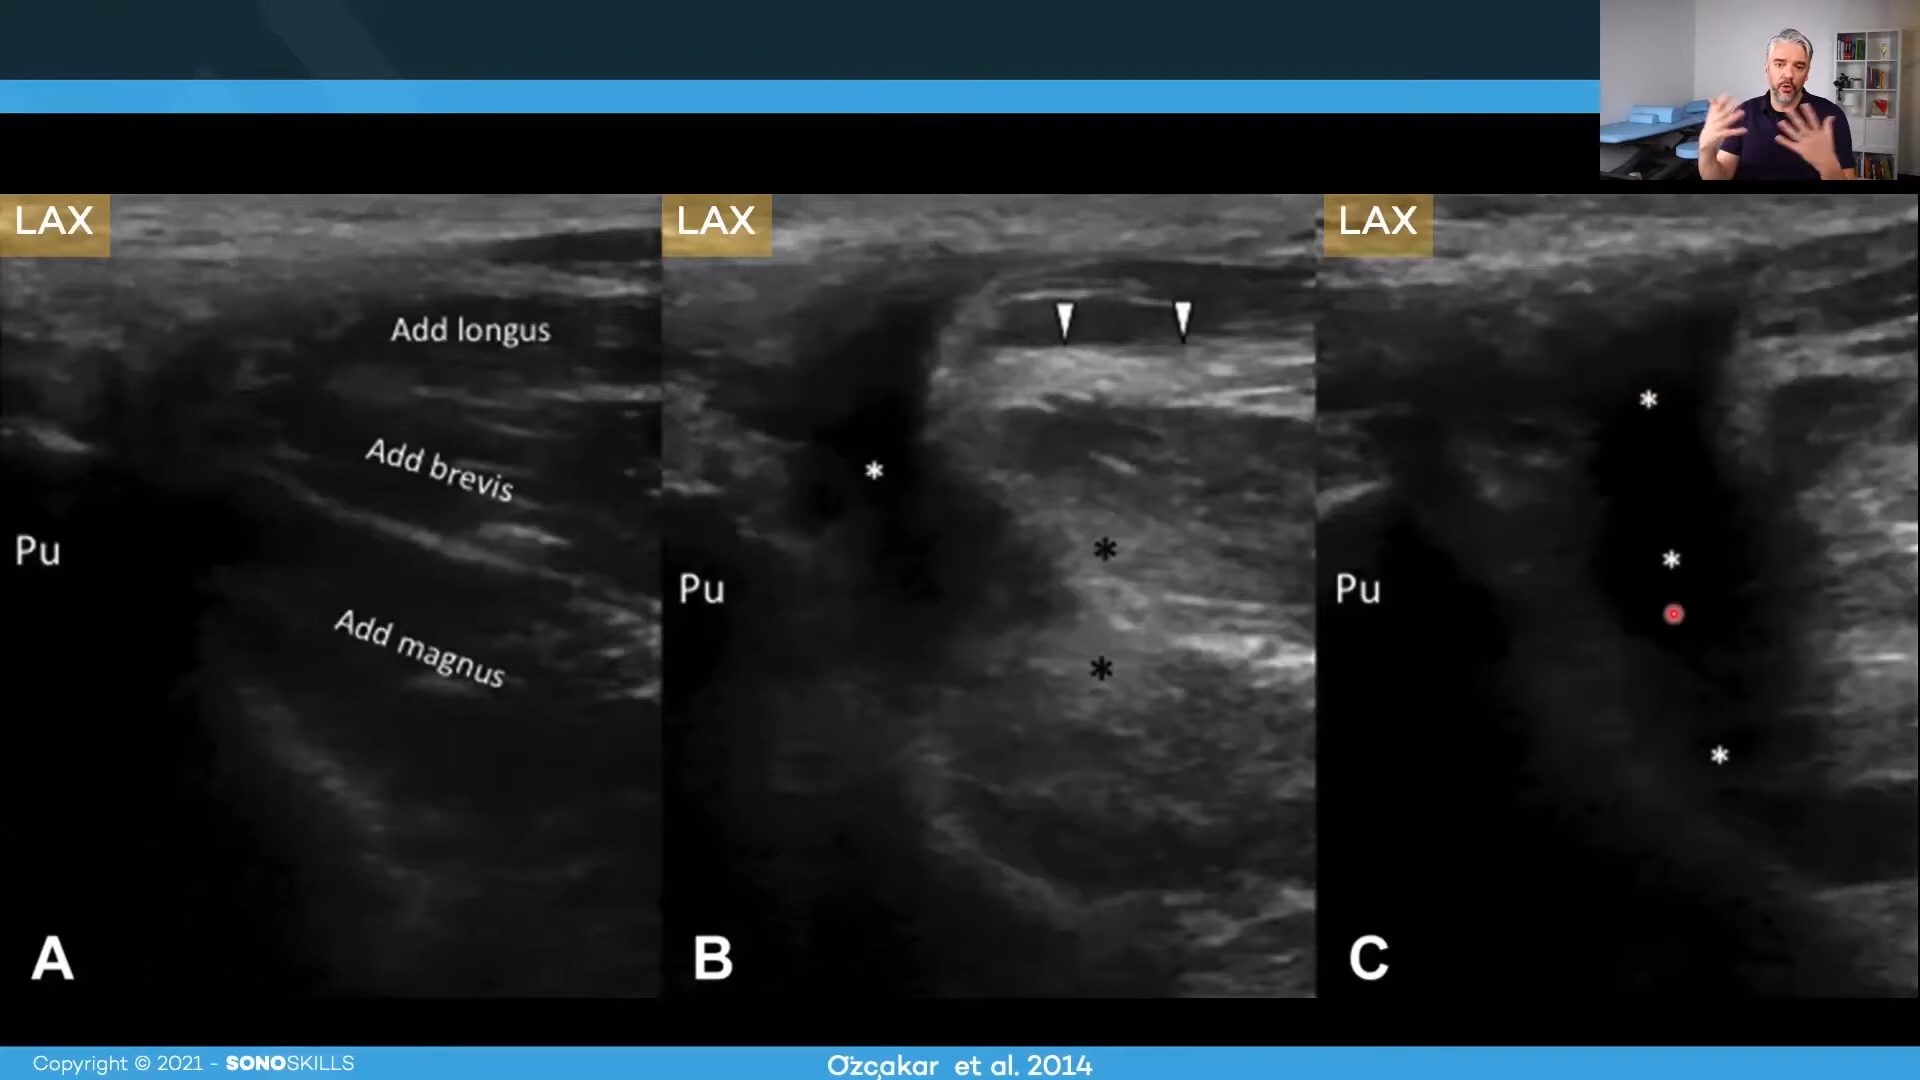 LAX
LAX
LAX
Add longus
Add brevis
Add magnus
Pu
Pu
Pu
*
*
*
*
*
*
A
B
C
Copyright © 2021 - SONOSKILLS
Özçakar et al. 2014